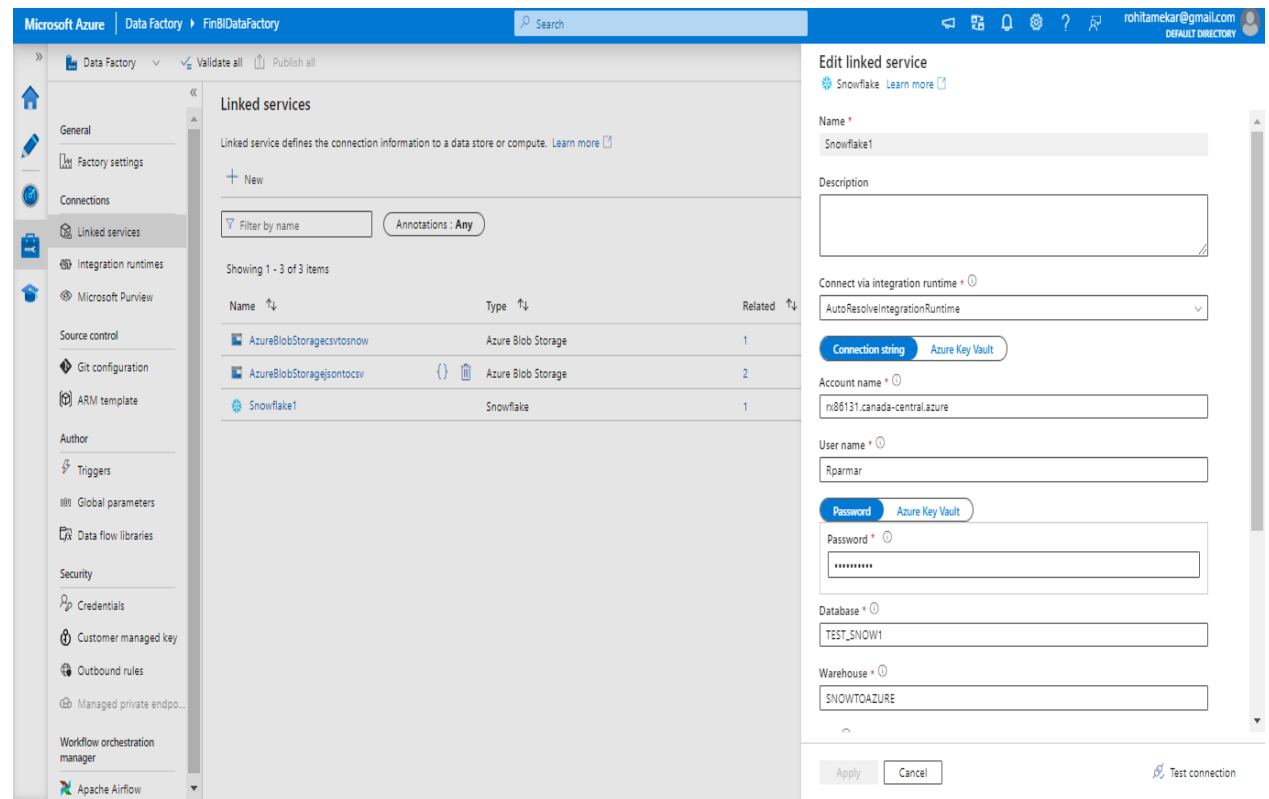 Microsoft Azure Data Factory FinBIDataFactory Search rohitamekar@gmail.com
DEFAULT DIRECTORY
Data Factory Validate all Publish all
General
Factory settings
Connections
Linked services
Integration runtimes
Microsoft Purview
Source control
Git configuration
ARM template
Author
Triggers
Global parameters
Data flow libraries
Security
Credentials
Customer managed key
Outbound rules
Managed private endpo...
Workflow orchestration
manager
Apache Airflow
Linked services
Linked service defines the connection information to a data store or compute. Learn more
New
Filter by name Annotations : Any
Showing 1 - 3 of 3 items
Name Type Related
AzureBlobStoragecsvtosnow Azure Blob Storage 1
AzureBlobStoragejsontocsv {} Azure Blob Storage 2
Snowflake1 Snowflake 1
Edit linked service
Snowflake Learn more
Name *
Snowflake1
Description
Connect via integration runtime *
AutoResolveIntegrationRuntime
Connection string Azure Key Vault
Account name *
rx86131.canada-central.azure
User name *
Rparmar
Password Azure Key Vault
Password *
••••••••••
Database *
TEST_SNOW1
Warehouse *
SNOWTOAZURE
Apply Cancel Test connection